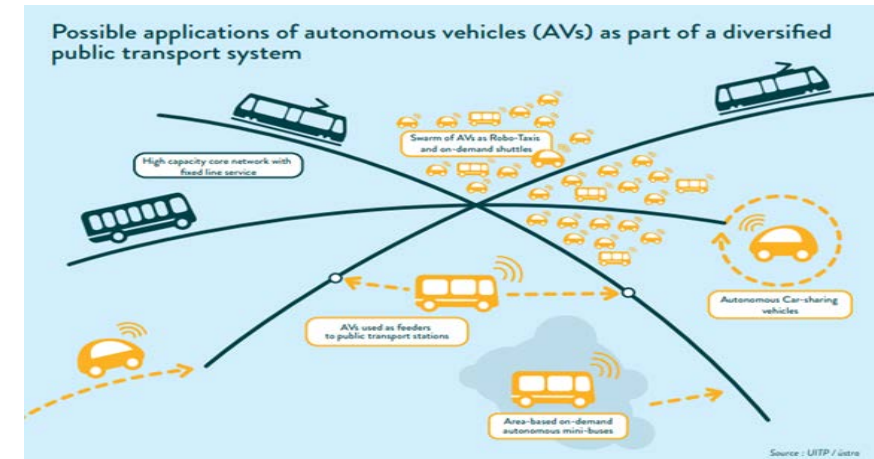 Possible applications of autonomous vehicles (AVs) as part of a diversified
public transport system
Swarm of AVs as Robo-Taxis
and on-demand shuttles
High capacity core network with
fixed line service
Autonomous Car-sharing
vehicles
AVs used as feeders
to public transport stations
Area-based on-demand
autonomous mini-buses
Source : UITP / üstra